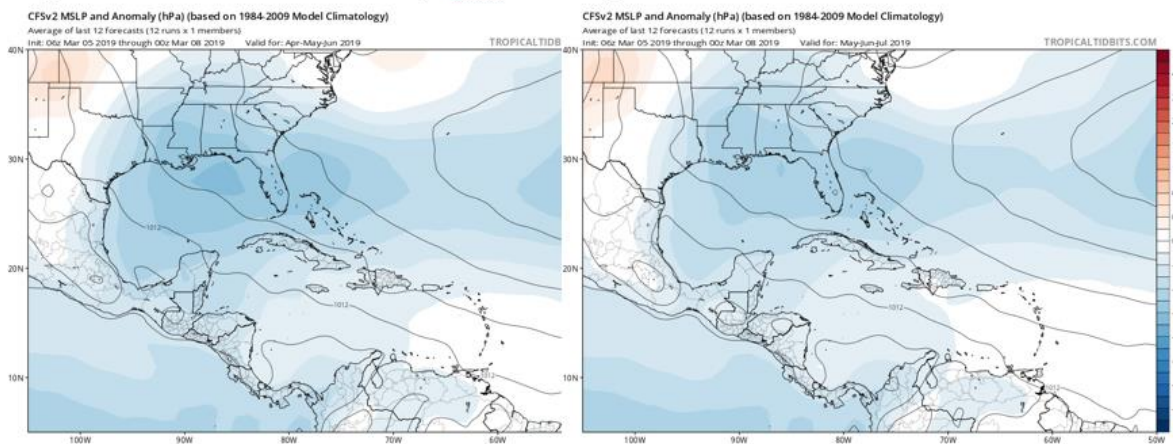 CFSv2 MSLP and Anomaly (hPa) (based on 1984-2009 Model Climatology)
Average of last 12 forecasts (12 runs x 1 members)
Init: 06z Mar 05 2019 through 00z Mar 08 2019 Valid for: Apr-May-Jun 2019
TROPICALTIDB
40N
30N
20N
10N
1012
1012
1012
100W
90W
80W
70W
60W
CFSv2 MSLP and Anomaly (hPa) (based on 1984-2009 Model Climatology)
Average of last 12 forecasts (12 runs x 1 members)
Init: 06z Mar 05 2019 through 00z Mar 08 2019 Valid for: May-Jun-Jul 2019
TROPICALTIDBITS.COM
40N
30N
20N
10N
1012
1012
100W
90W
80W
70W
60W
50W